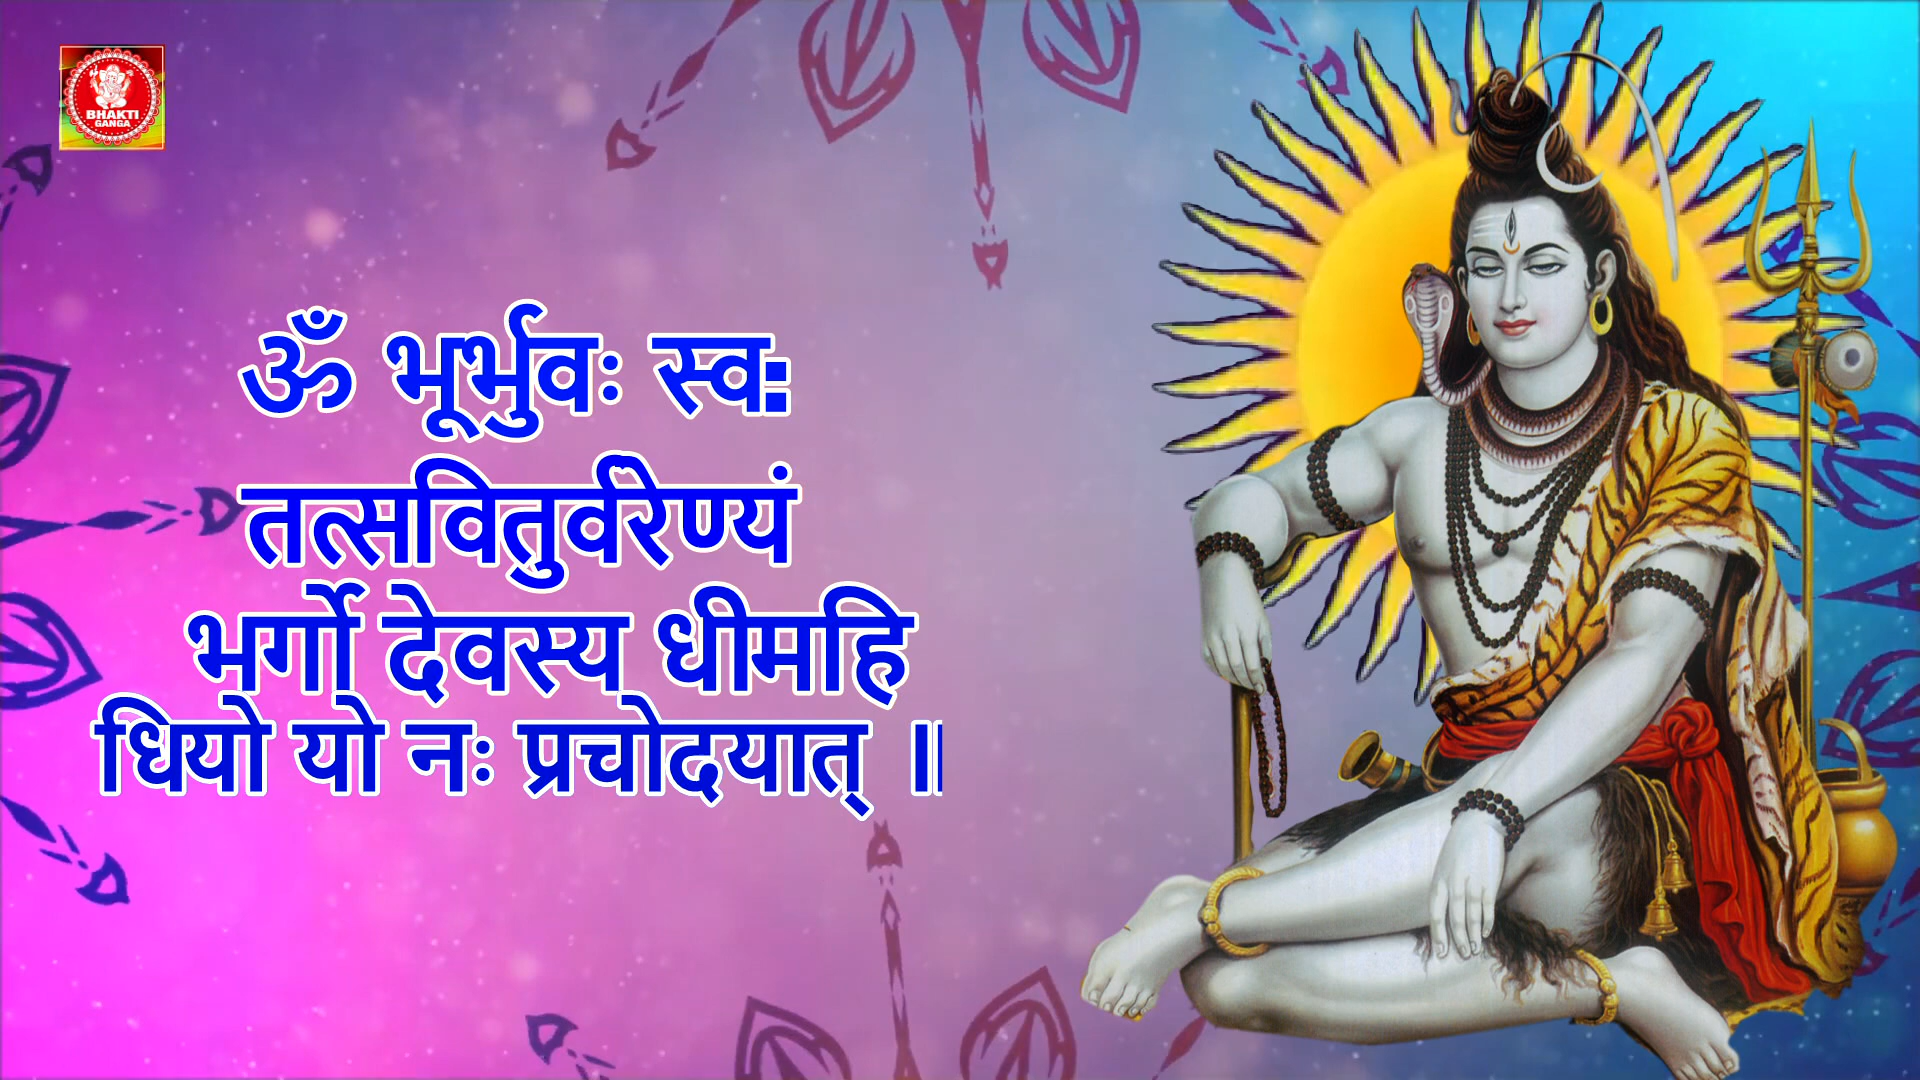 BHAKTI
GANGA
ॐ भूर्भुवः स्व:
तत्सवितुर्वरेण्यं
भर्गो देवस्य धीमहि
धियो यो नः प्रचोदयात् ॥